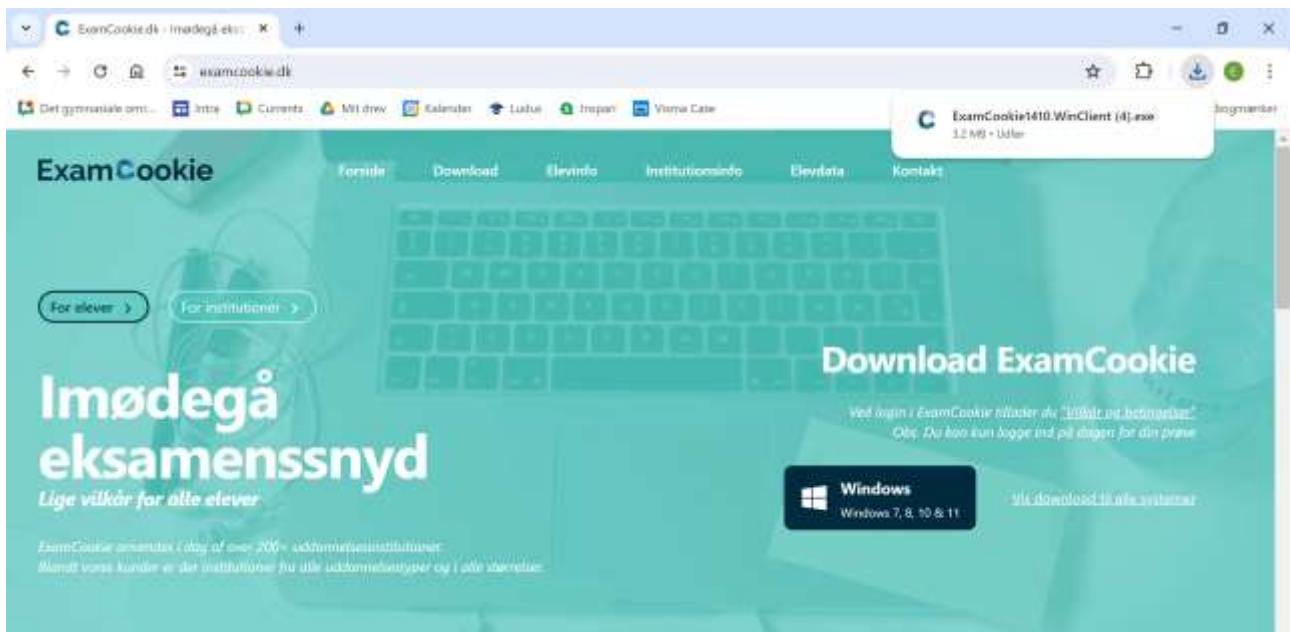 ExamCookie.dk - Imødegå eks
examcookie.dk
Det gymnasiale om... Intra Currents Mit drev Kalender Ludus Inspari Visma Case bogmærker
ExamCookie1410.WinClient (4).exe
3.2 MB • Udfør
ExamCookie
Forside Download Elevinfo Institutionsinfo Elevdata Kontakt
For elever >
For institutioner >
Download ExamCookie
Imødegå
eksamenssnyd
Ved login i ExamCookie tillader du "Vilkår og betingelser"
Obs: Du kan kun logge ind på dagen for din prøve
Lige vilkår for alle elever
Windows
Windows 7, 8, 10 & 11
Vis download til alle systemer
ExamCookie anvendes i dag af over 200+ uddannelsesinstitutioner.
Blandt vores kunder er der institutioner fra alle uddannelsestyper og i alle størrelser.